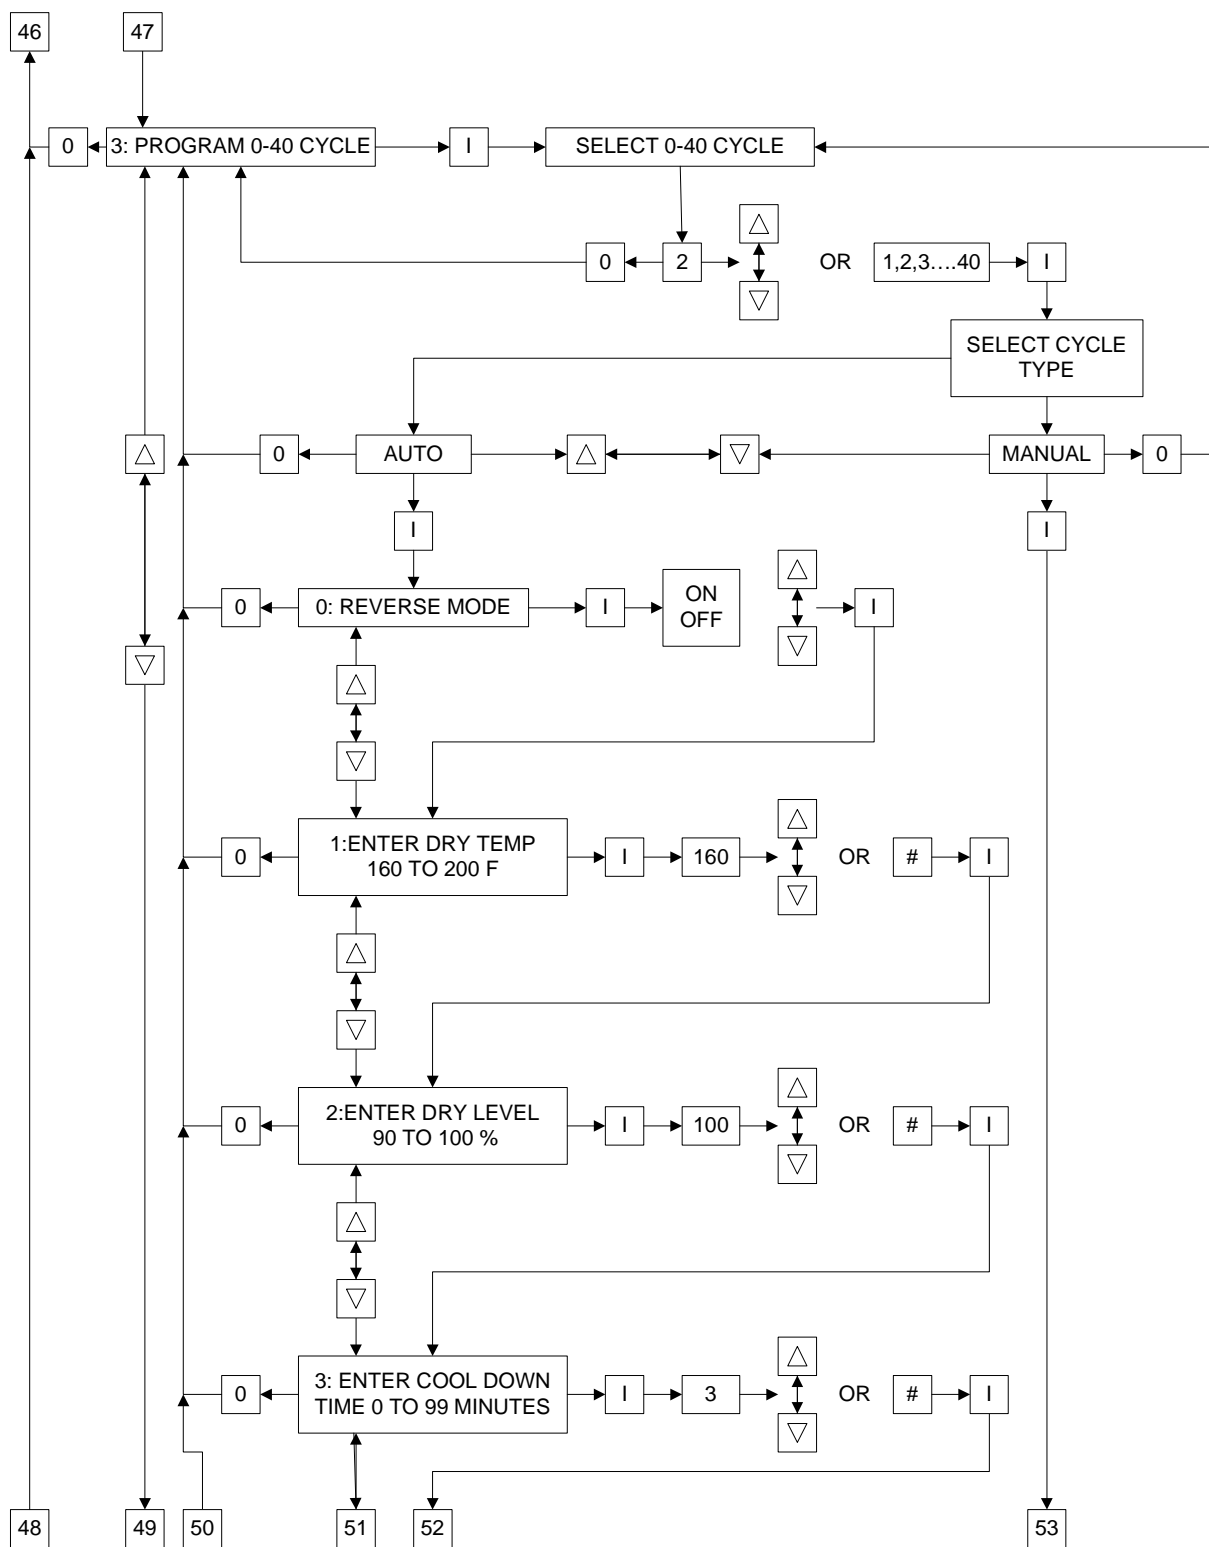 46
47
0
3: PROGRAM 0-40 CYCLE
I
SELECT 0-40 CYCLE
0
2
OR
1,2,3....40
I
SELECT CYCLE
TYPE
0
AUTO
MANUAL
0
I
I
0
0: REVERSE MODE
I
ON
OFF
I
0
1:ENTER DRY TEMP
160 TO 200 F
I
160
OR
#
I
0
2:ENTER DRY LEVEL
90 TO 100 %
I
100
OR
#
I
0
3: ENTER COOL DOWN
TIME 0 TO 99 MINUTES
I
3
OR
#
I
48
49
50
51
52
53